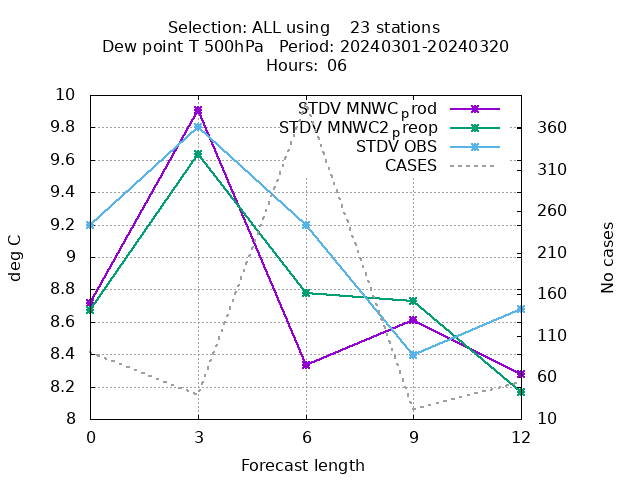 Selection: ALL using    23 stations
Dew point T 500hPa   Period: 20240301-20240320
Hours: 06
STDV MNWC_prod
STDV MNWC2_preop
STDV OBS
CASES
10
9.8
9.6
9.4
9.2
9
8.8
8.6
8.4
8.2
8
deg C
360
310
260
210
160
110
60
10
No cases
0 3 6 9 12
Forecast length